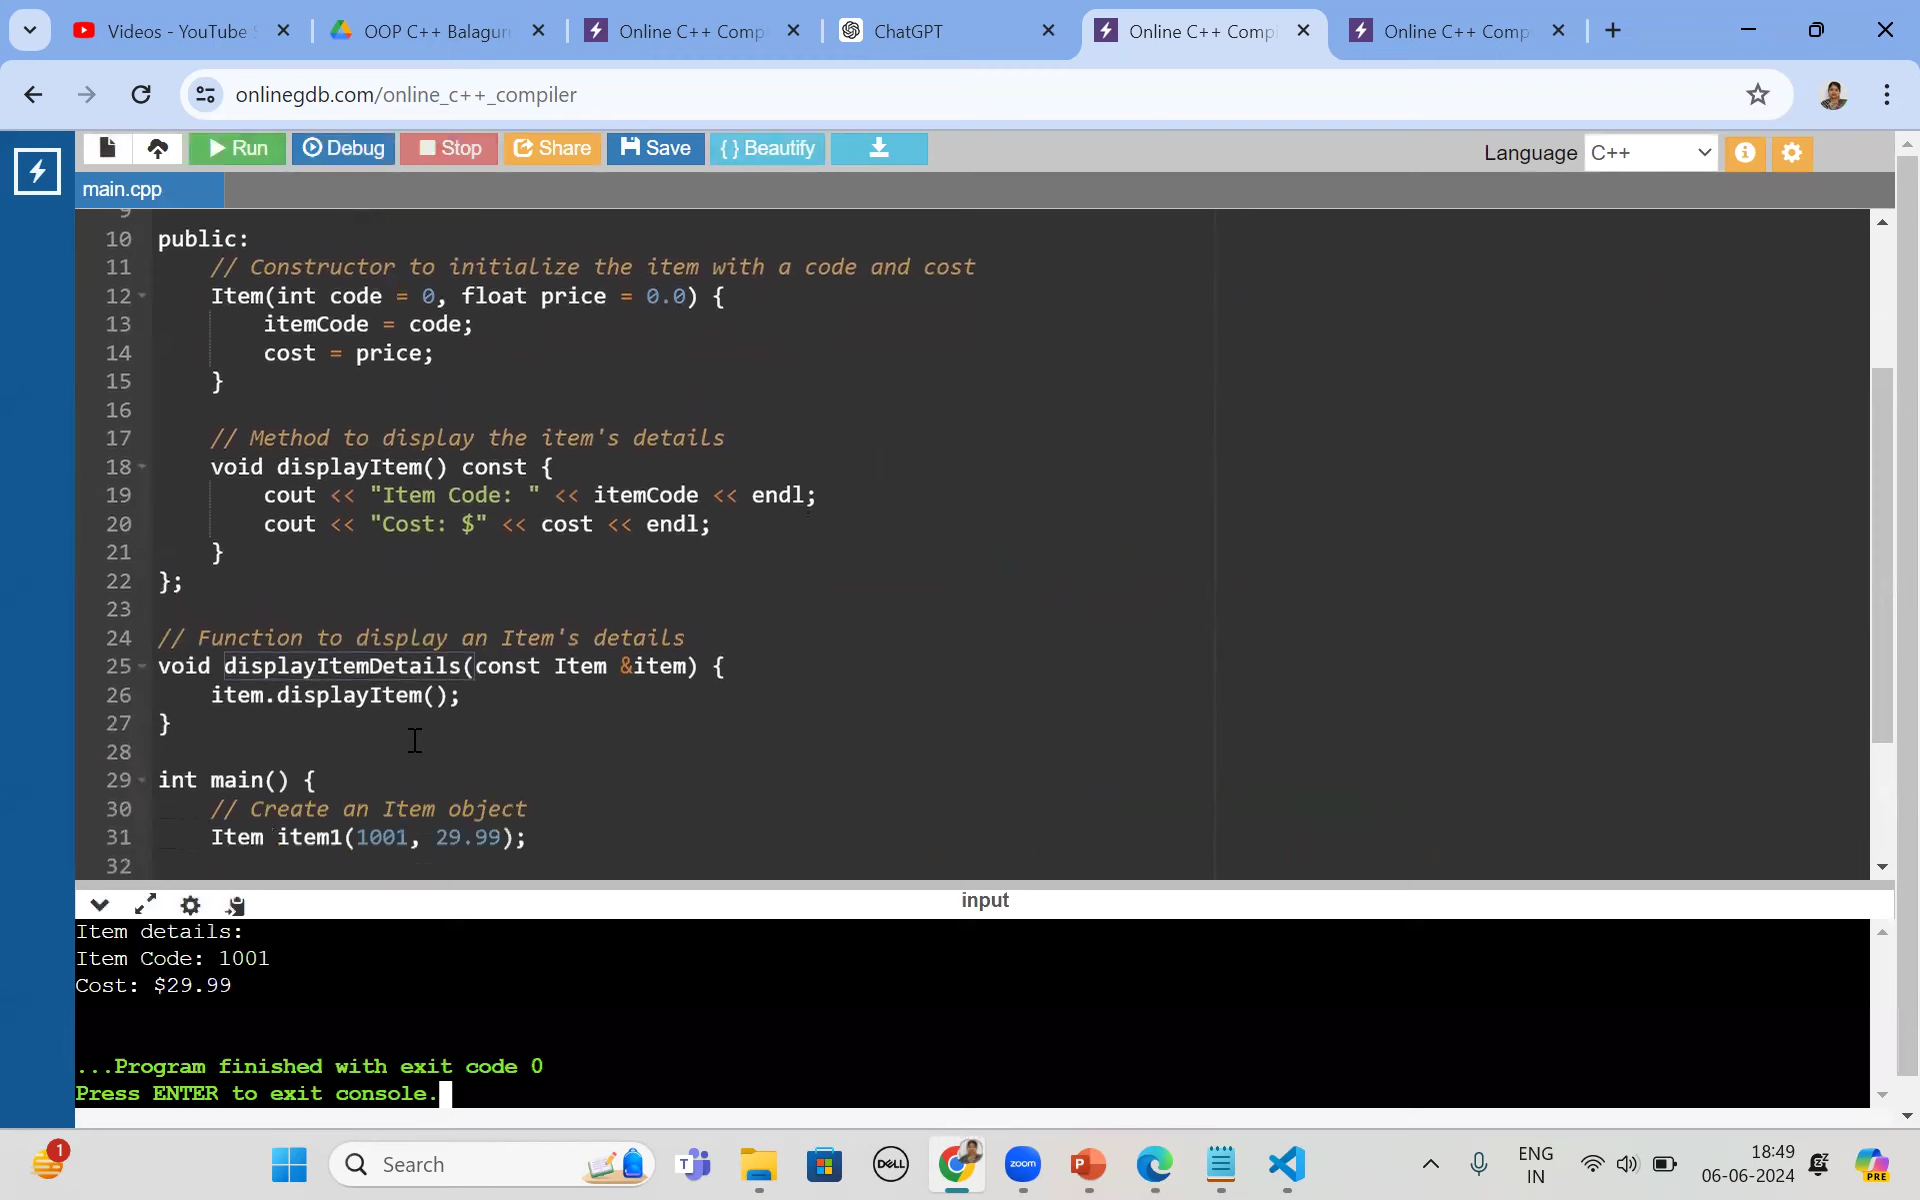 Videos - YouTube S
OOP C++ Balaguru
Online C++ Comp
ChatGPT
Online C++ Compi
Online C++ Comp
onlinegdb.com/online_c++_compiler
Run
Debug
Stop
Share
Save
{ } Beautify
Language C++
main.cpp
9
10 public:
11 // Constructor to initialize the item with a code and cost
12 Item(int code = 0, float price = 0.0) {
13 itemCode = code;
14 cost = price;
15 }
16
17 // Method to display the item's details
18 void displayItem() const {
19 cout << "Item Code: " << itemCode << endl;
20 cout << "Cost: $" << cost << endl;
21 }
22 };
23
24 // Function to display an Item's details
25 void displayItemDetails(const Item &item) {
26 item.displayItem();
27 }
28
29 int main() {
30 // Create an Item object
31 Item item1(1001, 29.99);
32
input
Item details:
Item Code: 1001
Cost: $29.99
...Program finished with exit code 0
Press ENTER to exit console.
1
Search
T
DELL
zoom
P
ENG
IN
18:49
06-06-2024
PRE